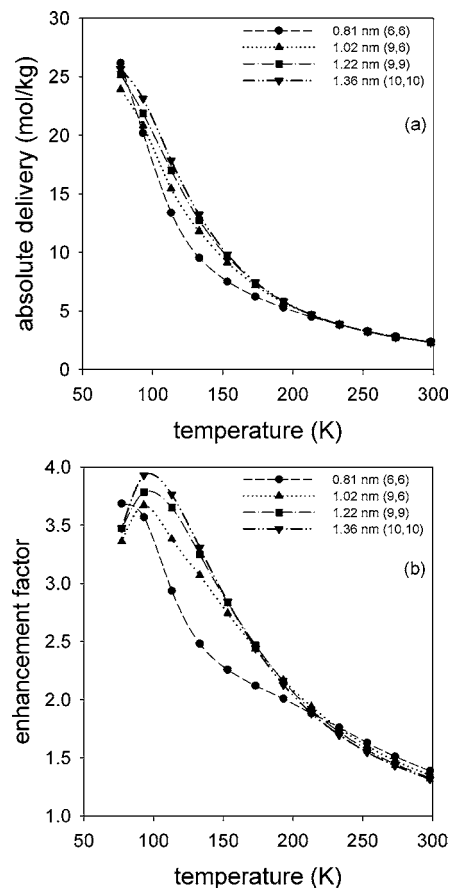 30
25
20
15
10
5
0
absolute delivery (mol/kg)
0.81 nm (6,6)
1.02 nm (9,6)
1.22 nm (9,9)
1.36 nm (10,10)
(a)
50 100 150 200 250 300
temperature (K)
4.0
3.5
3.0
2.5
2.0
1.5
1.0
enhancement factor
0.81 nm (6,6)
1.02 nm (9,6)
1.22 nm (9,9)
1.36 nm (10,10)
(b)
50 100 150 200 250 300
temperature (K)